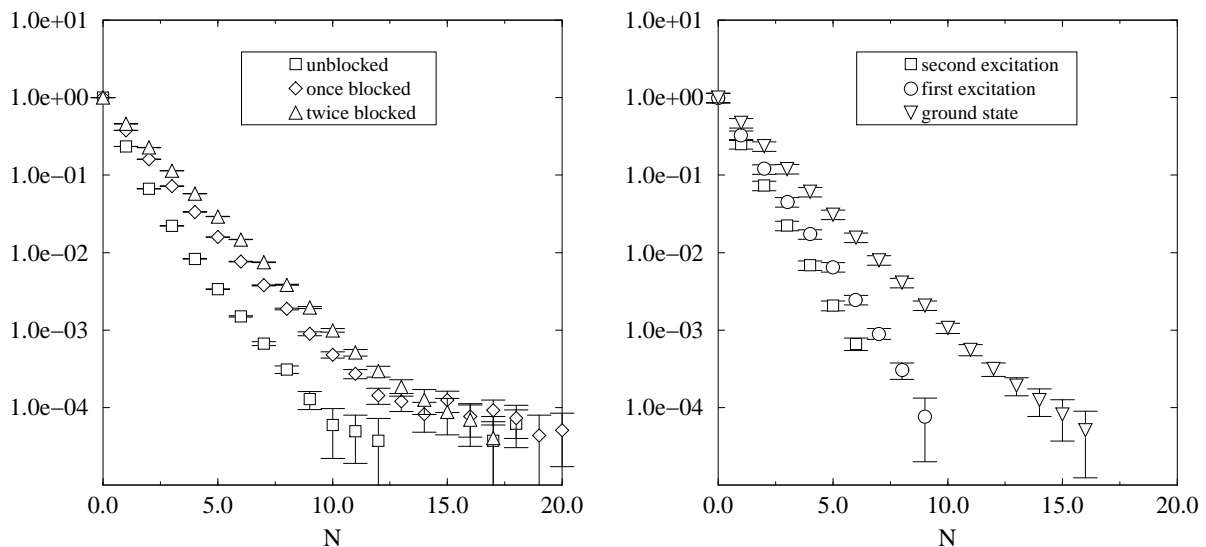 1.0e+01
1.0e+00
1.0e-01
1.0e-02
1.0e-03
1.0e-04
0.0 5.0 10.0 15.0 20.0
N
unblocked
once blocked
twice blocked
1.0e+01
1.0e+00
1.0e-01
1.0e-02
1.0e-03
1.0e-04
0.0 5.0 10.0 15.0 20.0
N
second excitation
first excitation
ground state